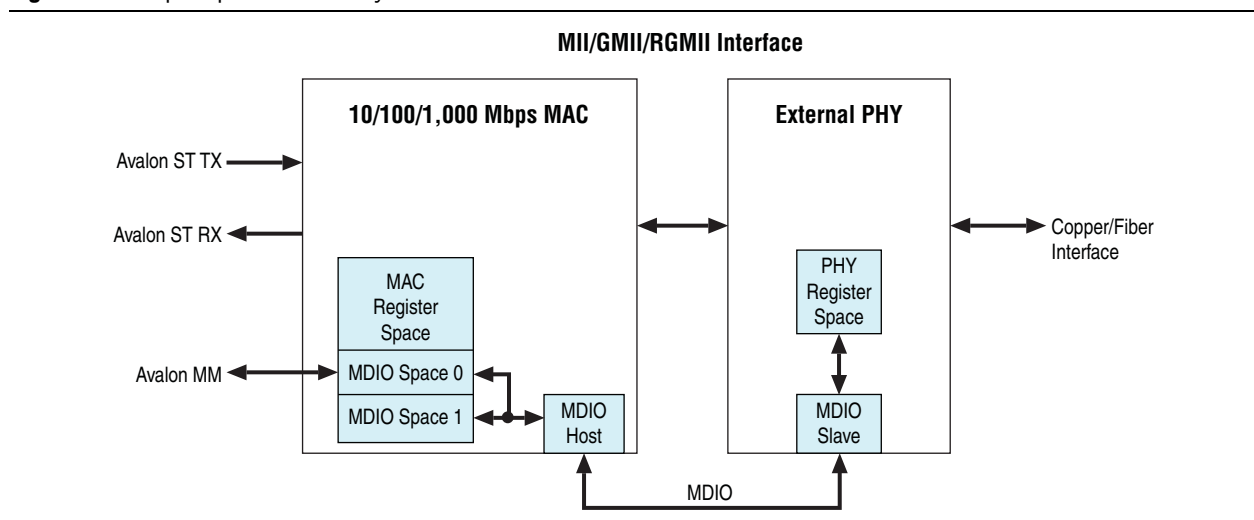 MII/GMII/RGMII Interface
10/100/1,000 Mbps MAC
External PHY
Avalon ST TX
Avalon ST RX
Copper/Fiber
Interface
MAC
Register
Space
PHY
Register
Space
Avalon MM
MDIO Space 0
MDIO Space 1
MDIO
Host
MDIO
Slave
MDIO